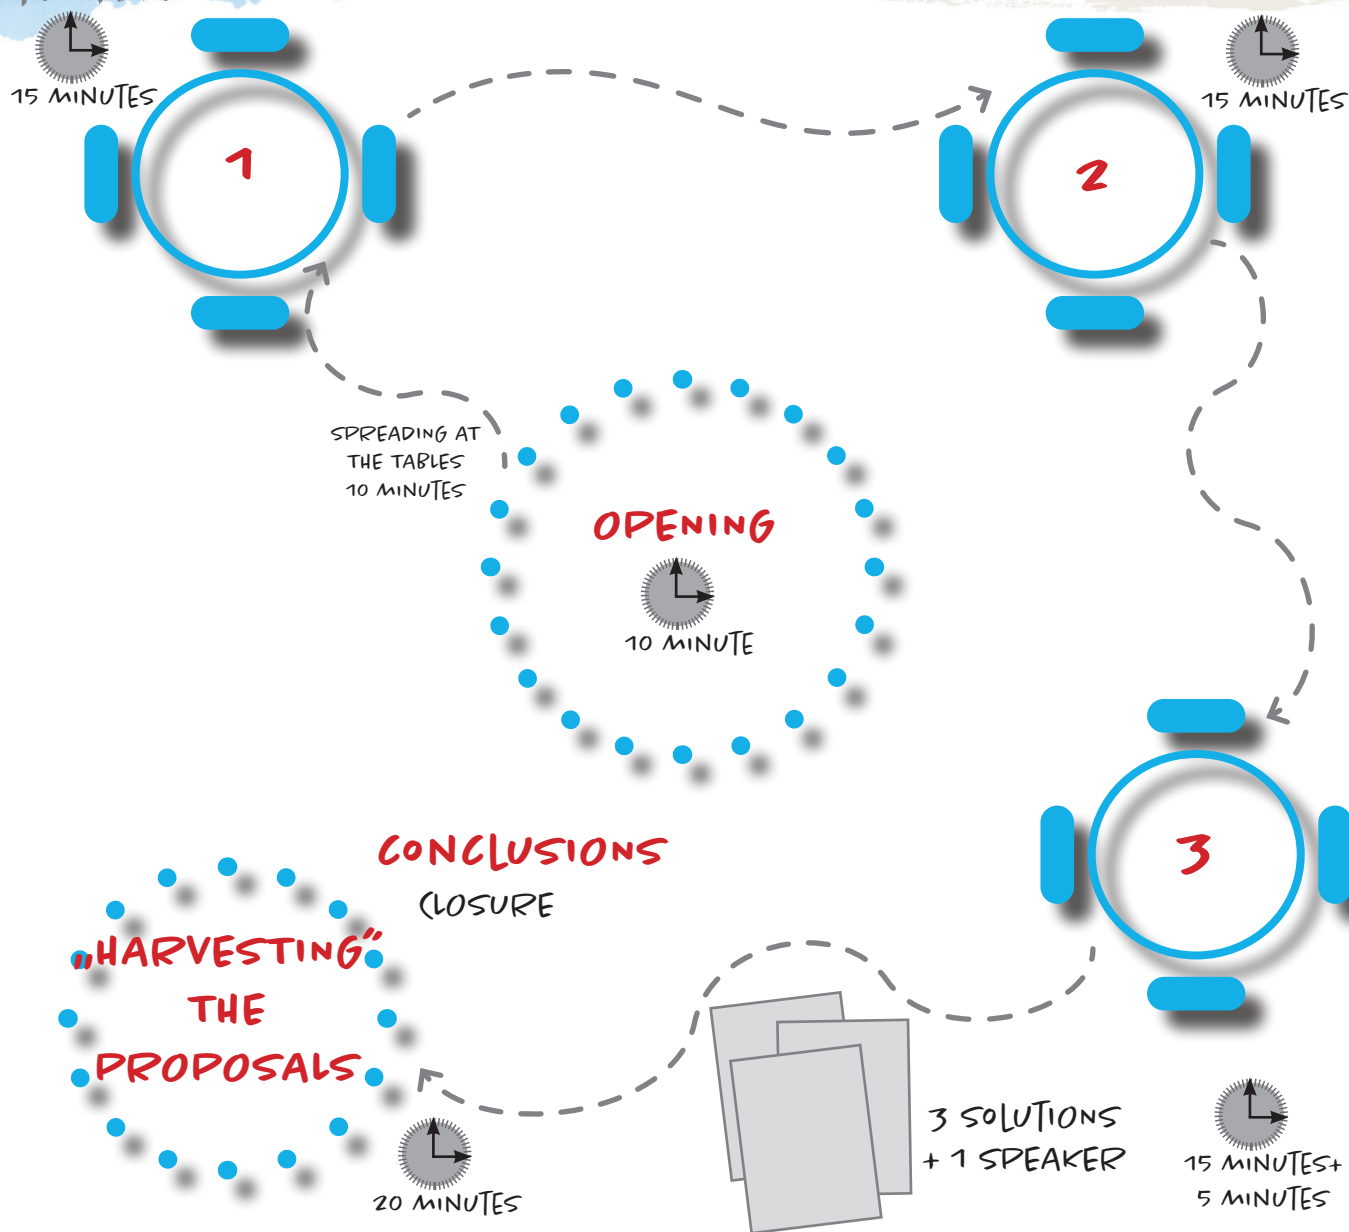 15 MINUTES
1
2
15 MINUTES
SPREADING AT
THE TABLES
10 MINUTES
OPENING
10 MINUTE
3
CONCLUSIONS
CLOSURE
„HARVESTING”
THE
PROPOSALS
20 MINUTES
3 SOLUTIONS
+ 1 SPEAKER
15 MINUTES+
5 MINUTES